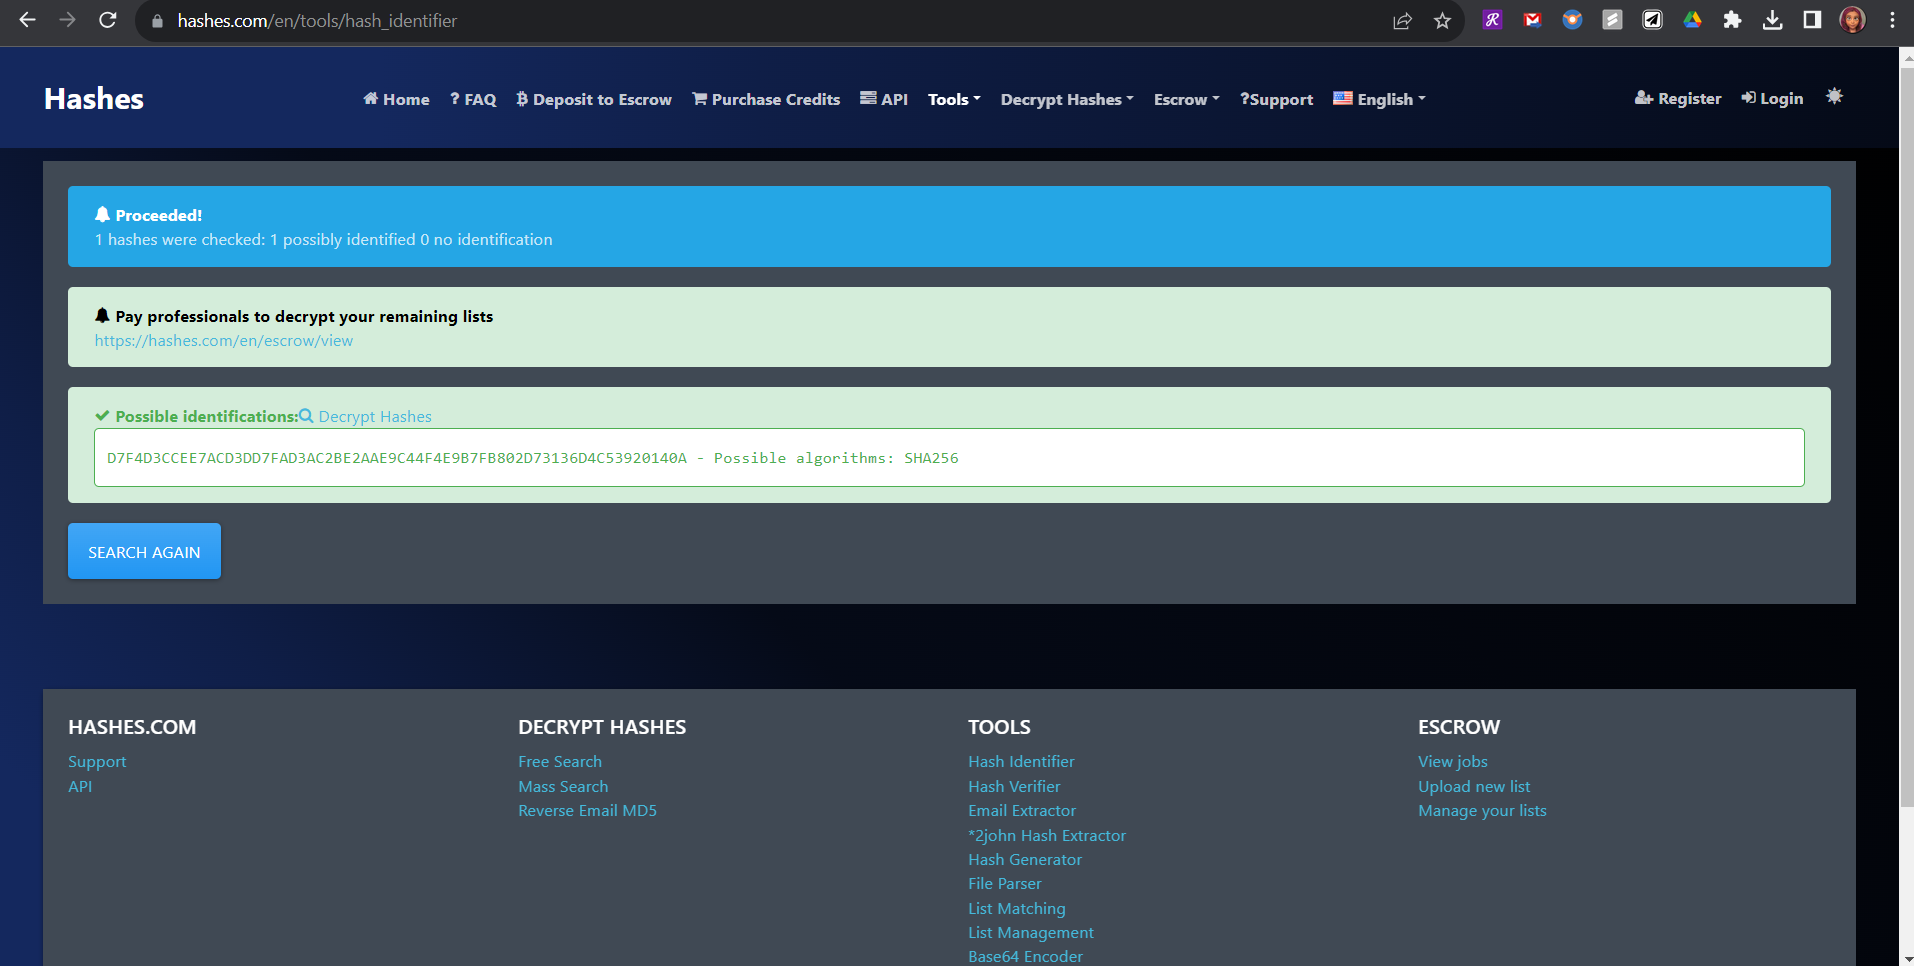 hashes.com/en/tools/hash_identifier
Hashes
Home ? FAQ Deposit to Escrow Purchase Credits API Tools Decrypt Hashes Escrow ?Support English Register Login
Proceeded!
1 hashes were checked: 1 possibly identified 0 no identification
Pay professionals to decrypt your remaining lists
https://hashes.com/en/escrow/view
Possible identifications: Decrypt Hashes
D7F4D3CCEE7ACD3DD7FAD3AC2BE2AAE9C44F4E9B7FB802D73136D4C53920140A - Possible algorithms: SHA256
SEARCH AGAIN
HASHES.COM
Support
API
DECRYPT HASHES
Free Search
Mass Search
Reverse Email MD5
TOOLS
Hash Identifier
Hash Verifier
Email Extractor
*2john Hash Extractor
Hash Generator
File Parser
List Matching
List Management
Base64 Encoder
ESCROW
View jobs
Upload new list
Manage your lists